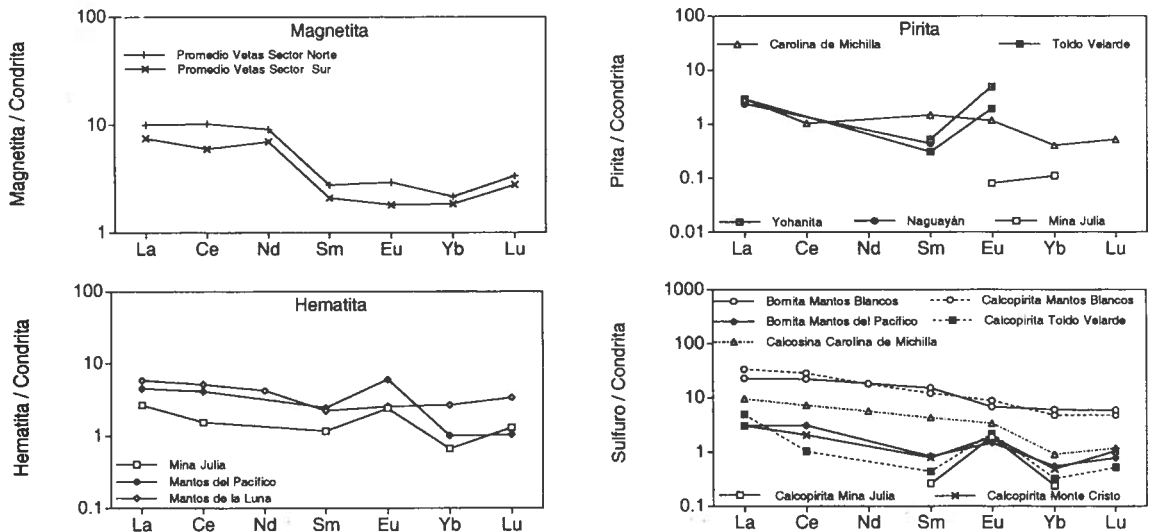 Magnetita
Magnetita / Condrita
100
10
1
Promedio Vetas Sector Norte
Promedio Vetas Sector Sur
La Ce Nd Sm Eu Yb Lu
Pirita
Pirita / Ccondrita
100
10
1
0.1
0.01
Carolina de Michilla
Toldo Velarde
Yohanita
Naguayán
Mina Julia
La Ce Nd Sm Eu Yb Lu
Hematita
Hematita / Condrita
100
10
1
0.1
Mina Julia
Mantos del Pacífico
Mantos de la Luna
La Ce Nd Sm Eu Yb Lu
Sulfuro / Condrita
1000
100
10
1
0.1
Bornita Mantos Blancos
Calcopirita Mantos Blancos
Bornita Mantos del Pacífico
Calcopirita Toldo Velarde
Calcosina Carolina de Michilla
Calcopirita Mina Julia
Calcopirita Monte Cristo
La Ce Nd Sm Eu Yb Lu